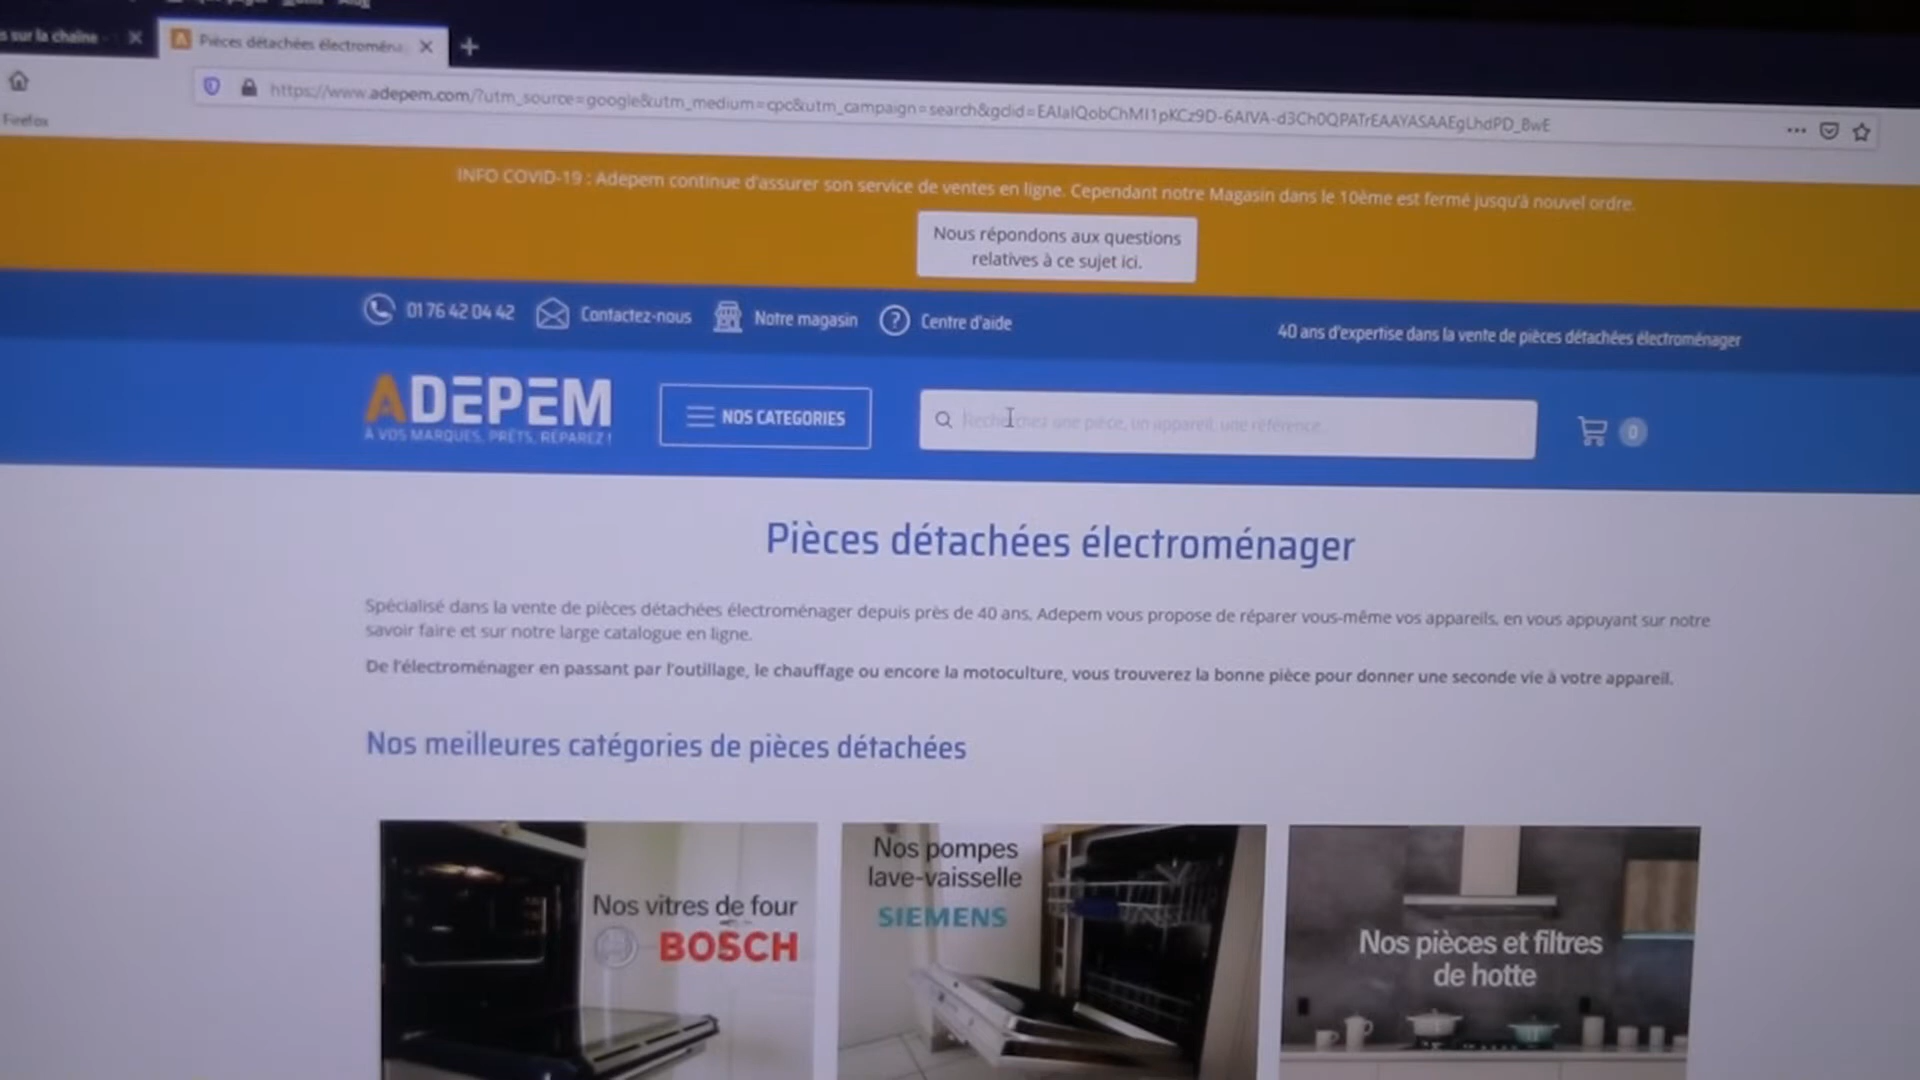 s sur la chaîne -
Pièces détachées électroména
https://www.adepem.com/?utm_source=google&utm_medium=cpc&utm_campaign=search&gclid=EAIaIQobChMI1pKCz9D-6AIVA-d3Ch0QPATrEAAYASAAEgLhdPD_BwE
Firefox
INFO COVID-19 : Adepem continue d'assurer son service de ventes en ligne. Cependant notre Magasin dans le 10ème est fermé jusqu'à nouvel ordre.
Nous répondons aux questions
relatives à ce sujet ici.
01 76 42 04 42 Contactez-nous Notre magasin Centre d'aide
40 ans d'expertise dans la vente de pièces détachées électroménager
ADEPEM
À VOS MARQUES, PRÊTS, RÉPAREZ !
NOS CATEGORIES
Recherchez une pièce, un appareil, une référence
0
Pièces détachées électroménager
Spécialisé dans la vente de pièces détachées électroménager depuis près de 40 ans, Adepem vous propose de réparer vous-même vos appareils, en vous appuyant sur notre
savoir faire et sur notre large catalogue en ligne.
De l'électroménager en passant par l'outillage, le chauffage ou encore la motoculture, vous trouverez la bonne pièce pour donner une seconde vie à votre appareil.
Nos meilleures catégories de pièces détachées
Nos vitres de four
BOSCH
Nos pompes
lave-vaisselle
SIEMENS
Nos pièces et filtres
de hotte